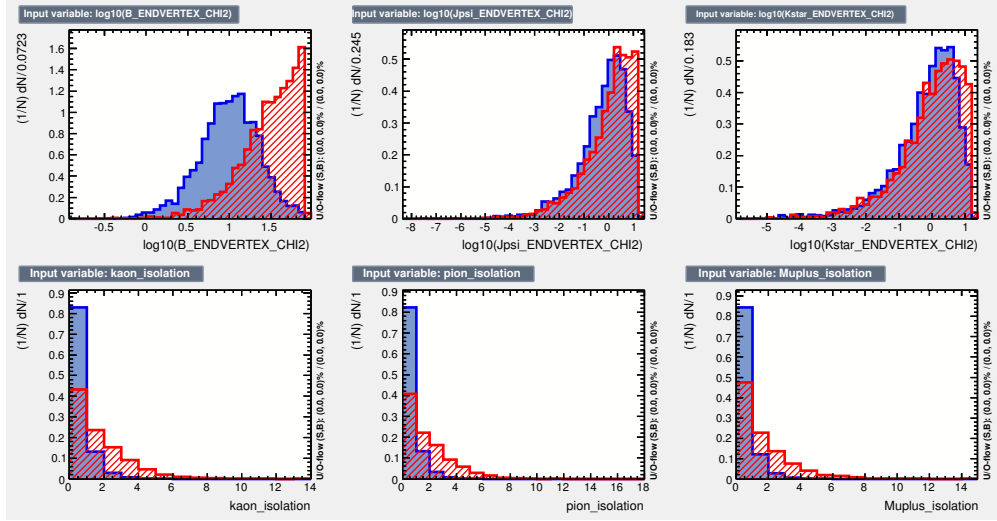 Input variable: log10(B_ENDVERTEX_CHI2)
(1/N) dN/ 0.0723
1.6
1.4
1.2
1
0.8
0.6
0.4
0.2
0
-0.5 0 0.5 1 1.5
log10(B_ENDVERTEX_CHI2)
U/O-flow (S,B): (0.0, 0.0)% / (0.0, 0.0)%
Input variable: log10(Jpsi_ENDVERTEX_CHI2)
(1/N) dN/ 0.245
0.5
0.4
0.3
0.2
0.1
0
-8 -7 -6 -5 -4 -3 -2 -1 0 1
log10(Jpsi_ENDVERTEX_CHI2)
U/O-flow (S,B): (0.0, 0.0)% / (0.0, 0.0)%
Input variable: log10(Kstar_ENDVERTEX_CHI2)
(1/N) dN/ 0.183
0.5
0.4
0.3
0.2
0.1
0
-5 -4 -3 -2 -1 0 1
log10(Kstar_ENDVERTEX_CHI2)
U/O-flow (S,B): (0.0, 0.0)% / (0.0, 0.0)%
Input variable: kaon_isolation
(1/N) dN/ 1
0.9
0.8
0.7
0.6
0.5
0.4
0.3
0.2
0.1
0
0 2 4 6 8 10 12 14
kaon_isolation
U/O-flow (S,B): (0.0, 0.0)% / (0.0, 0.0)%
Input variable: pion_isolation
(1/N) dN/ 1
0.9
0.8
0.7
0.6
0.5
0.4
0.3
0.2
0.1
0
0 2 4 6 8 10 12 14 16 18
pion_isolation
U/O-flow (S,B): (0.0, 0.0)% / (0.0, 0.0)%
Input variable: Muplus_isolation
(1/N) dN/ 1
0.9
0.8
0.7
0.6
0.5
0.4
0.3
0.2
0.1
0
0 2 4 6 8 10 12 14
Muplus_isolation
U/O-flow (S,B): (0.0, 0.0)% / (0.0, 0.0)%